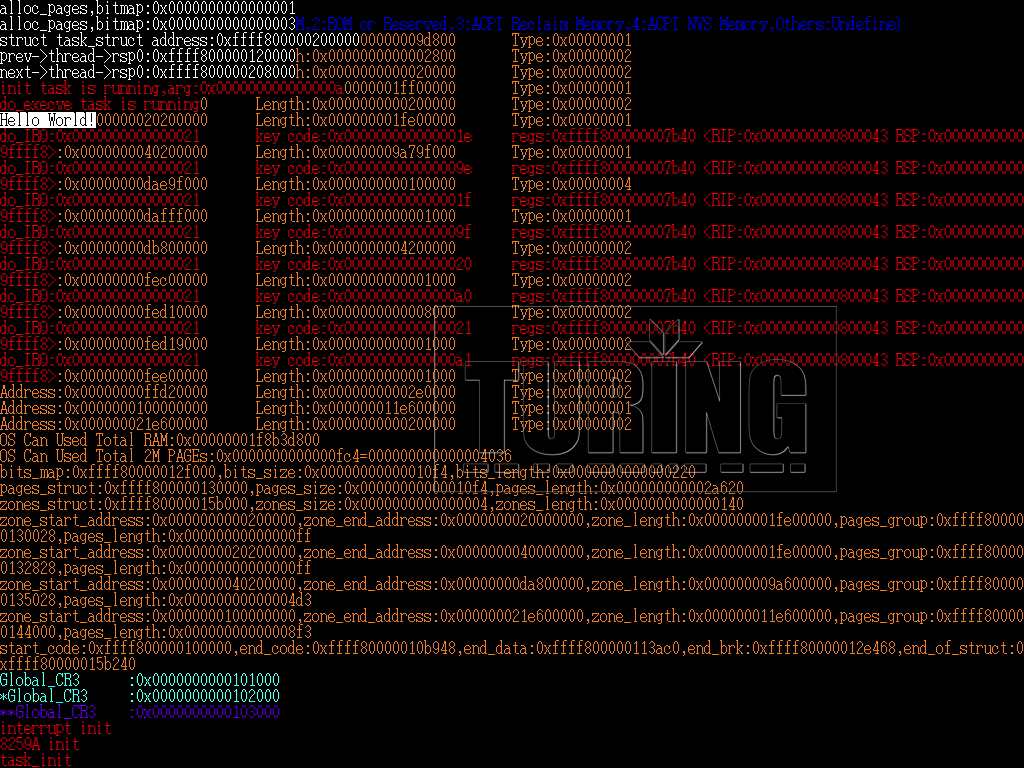 alloc_pages,bitmap:0x0000000000000001
alloc_pages,bitmap:0x0000000000000003M,2:ROM or Reserved,3:ACPI Reclaim Memory,4:ACPI NVS Memory,Others:Undefine)
struct task_struct address:0xffff80000020000000000009d800 Type:0x00000001
prev->thread->rsp0:0xffff800000120000h:0x0000000000002800 Type:0x00000002
next->thread->rsp0:0xffff800000208000h:0x0000000000020000 Type:0x00000002
init task is running,arg:0x000000000000000a0000001ff00000 Type:0x00000001
do_execve task is running0 Length:0x0000000000200000 Type:0x00000002
Hello World!0000020200000 Length:0x000000001fe00000 Type:0x00000001
do_IRQ:0x0000000000000021 key code:0x000000000000001e regs:0xffff800000007b40 <RIP:0x0000000000800043 RSP:0x0000000000
9ffff8>:0x0000000040200000 Length:0x000000009a79f000 Type:0x00000001
do_IRQ:0x0000000000000021 key code:0x000000000000009e regs:0xffff800000007b40 <RIP:0x0000000000800043 RSP:0x0000000000
9ffff8>:0x00000000dae9f000 Length:0x0000000000100000 Type:0x00000004
do_IRQ:0x0000000000000021 key code:0x000000000000001f regs:0xffff800000007b40 <RIP:0x0000000000800043 RSP:0x0000000000
9ffff8>:0x00000000dafff000 Length:0x0000000000001000 Type:0x00000001
do_IRQ:0x0000000000000021 key code:0x000000000000009f regs:0xffff800000007b40 <RIP:0x0000000000800043 RSP:0x0000000000
9ffff8>:0x00000000db800000 Length:0x0000000004200000 Type:0x00000002
do_IRQ:0x0000000000000021 key code:0x0000000000000020 regs:0xffff800000007b40 <RIP:0x0000000000800043 RSP:0x0000000000
9ffff8>:0x00000000fec00000 Length:0x0000000000001000 Type:0x00000002
do_IRQ:0x0000000000000021 key code:0x00000000000000a0 regs:0xffff800000007b40 <RIP:0x0000000000800043 RSP:0x0000000000
9ffff8>:0x00000000fed10000 Length:0x0000000000008000 Type:0x00000002
do_IRQ:0x0000000000000021 key code:0x0000000000000021 regs:0xffff800000007b40 <RIP:0x0000000000800043 RSP:0x0000000000
9ffff8>:0x00000000fed19000 Length:0x0000000000001000 Type:0x00000002
do_IRQ:0x0000000000000021 key code:0x00000000000000a1 regs:0xffff800000007b40 <RIP:0x0000000000800043 RSP:0x0000000000
9ffff8>:0x00000000fee00000 Length:0x0000000000001000 Type:0x00000002
Address:0x00000000ffd20000 Length:0x00000000002e0000 Type:0x00000002
Address:0x0000000100000000 Length:0x000000011e600000 Type:0x00000001
Address:0x000000021e600000 Length:0x0000000000200000 Type:0x00000002
TURING
OS Can Used Total RAM:0x00000001f8b3d800
OS Can Used Total 2M PAGEs:0x0000000000000fc4=0000000000000004036
bits_map:0xffff80000012f000,bits_size:0x00000000000010f4,bits_length:0x0000000000000220
pages_struct:0xffff800000130000,pages_size:0x00000000000010f4,pages_length:0x000000000002a620
zones_struct:0xffff80000015b000,zones_size:0x0000000000000004,zones_length:0x0000000000000140
zone_start_address:0x0000000000200000,zone_end_address:0x0000000020000000,zone_length:0x000000001fe00000,pages_group:0xffff80000
0130028,pages_length:0x00000000000000ff
zone_start_address:0x0000000020200000,zone_end_address:0x0000000040000000,zone_length:0x000000001fe00000,pages_group:0xffff80000
0132828,pages_length:0x00000000000000ff
zone_start_address:0x0000000040200000,zone_end_address:0x00000000da800000,zone_length:0x000000009a600000,pages_group:0xffff80000
0135028,pages_length:0x00000000000004d3
zone_start_address:0x0000000100000000,zone_end_address:0x000000021e600000,zone_length:0x000000011e600000,pages_group:0xffff80000
0144000,pages_length:0x00000000000008f3
start_code:0xffff800000100000,end_code:0xffff80000010b948,end_data:0xffff800000113ac0,end_brk:0xffff80000012e468,end_of_struct:0
xffff80000015b240
Global_CR3 :0x0000000000101000
*Global_CR3 :0x0000000000102000
**Global_CR3 :0x0000000000103000
interrupt init
8259A init
task_init